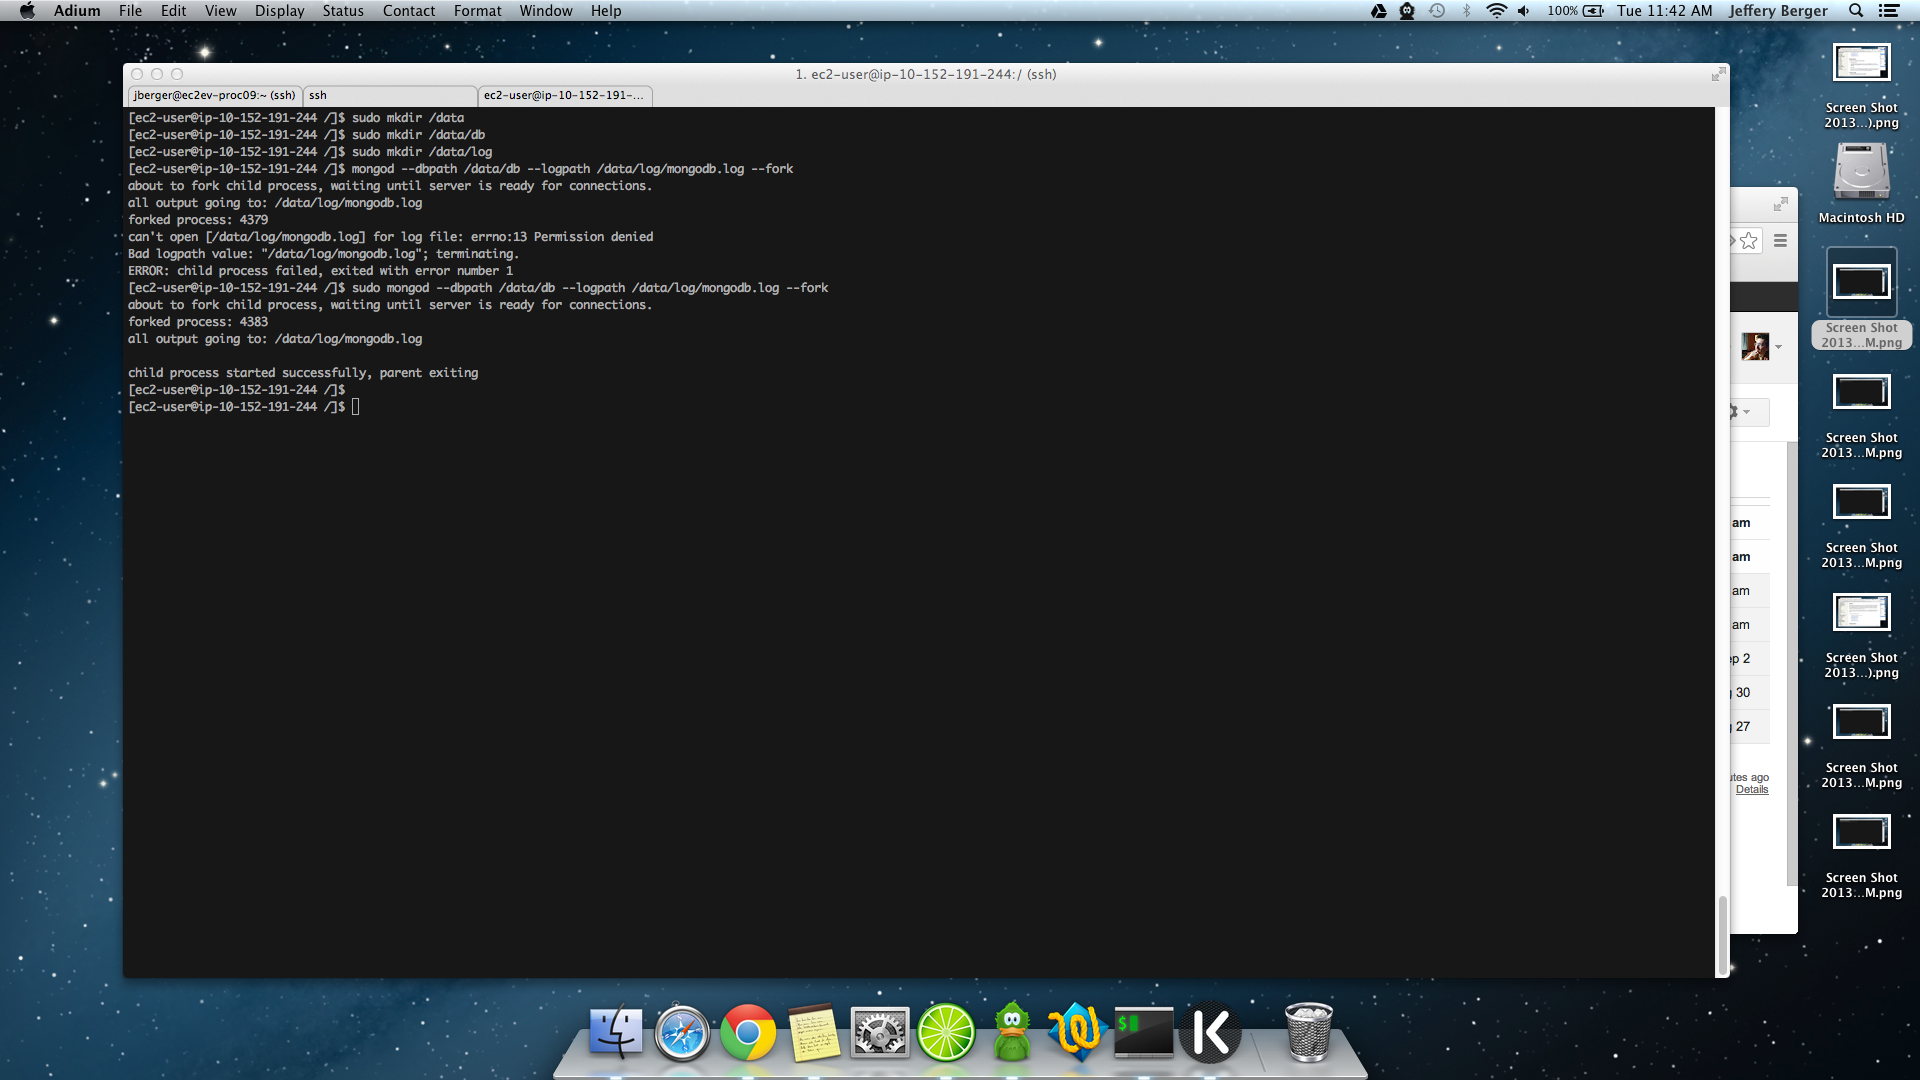 Adium File Edit View Display Status Contact Format Window Help 100% Tue 11:42 AM Jeffery Berger
1. ec2-user@ip-10-152-191-244:/ (ssh)
jberger@ec2ev-proc09:~ (ssh) ssh ec2-user@ip-10-152-191-...
[ec2-user@ip-10-152-191-244 /]$ sudo mkdir /data
[ec2-user@ip-10-152-191-244 /]$ sudo mkdir /data/db
[ec2-user@ip-10-152-191-244 /]$ sudo mkdir /data/log
[ec2-user@ip-10-152-191-244 /]$ mongod --dbpath /data/db --logpath /data/log/mongodb.log --fork
about to fork child process, waiting until server is ready for connections.
all output going to: /data/log/mongodb.log
forked process: 4379
can't open [/data/log/mongodb.log] for log file: errno:13 Permission denied
Bad logpath value: "/data/log/mongodb.log"; terminating.
ERROR: child process failed, exited with error number 1
[ec2-user@ip-10-152-191-244 /]$ sudo mongod --dbpath /data/db --logpath /data/log/mongodb.log --fork
about to fork child process, waiting until server is ready for connections.
forked process: 4383
all output going to: /data/log/mongodb.log
child process started successfully, parent exiting
[ec2-user@ip-10-152-191-244 /]$
[ec2-user@ip-10-152-191-244 /]$
am
am
am
am
2
30
27
ago
Details
Screen Shot
2013...).png
Macintosh HD
Screen Shot
2013...M.png
Screen Shot
2013...M.png
Screen Shot
2013...M.png
Screen Shot
2013...).png
Screen Shot
2013...M.png
Screen Shot
2013...M.png
$
K